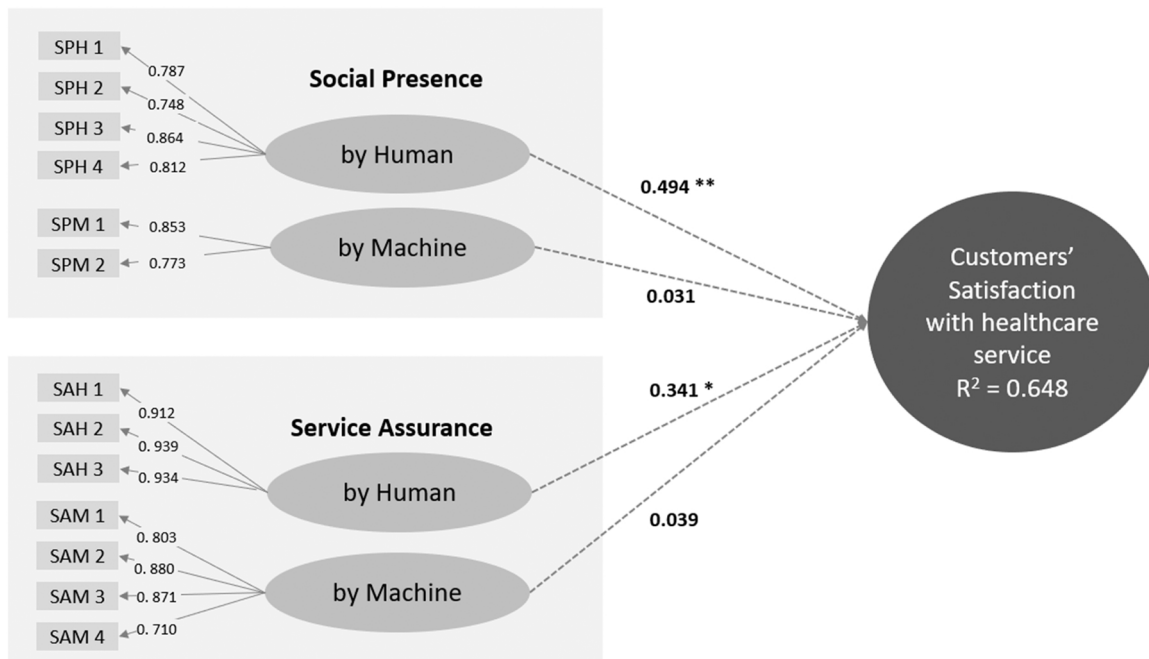 SPH 1
0.787
SPH 2
0.748
SPH 3
0.864
SPH 4
0.812
Social Presence
by Human
SPM 1
0.853
SPM 2
0.773
by Machine
0.494 **
0.031
SAH 1
0.912
SAH 2
0. 939
SAH 3
0. 934
Service Assurance
by Human
SAM 1
0. 803
SAM 2
0. 880
SAM 3
0. 871
SAM 4
0. 710
by Machine
0.341 *
0.039
Customers’
Satisfaction
with healthcare
service
R² = 0.648